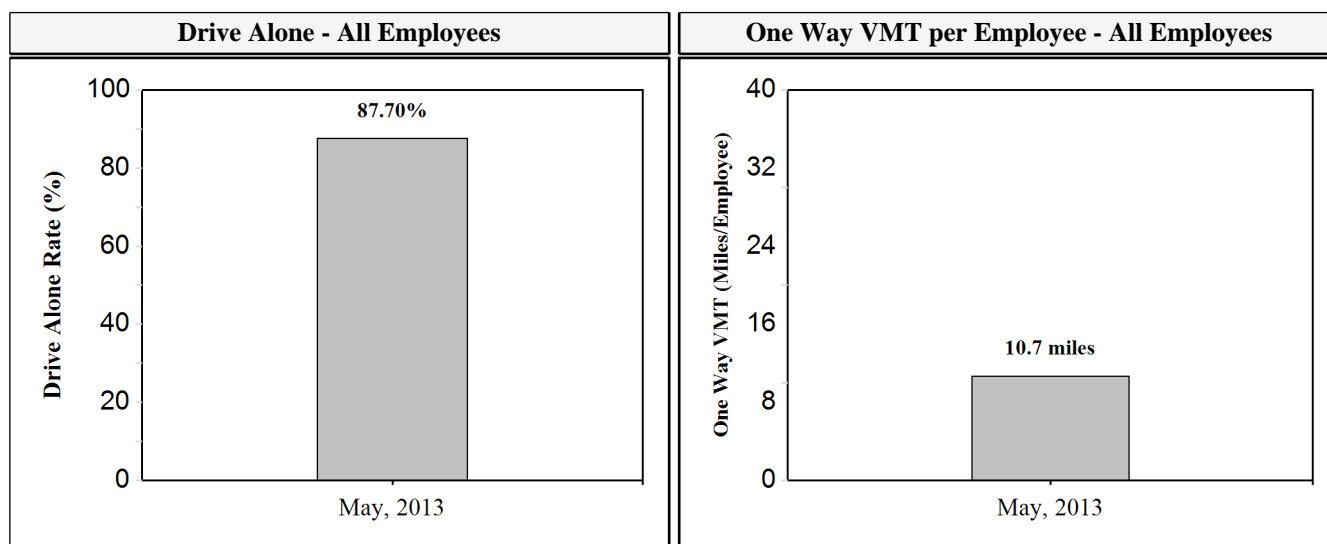 Drive Alone - All Employees
One Way VMT per Employee - All Employees
Drive Alone Rate (%)
100
80
60
40
20
0
87.70%
May, 2013
One Way VMT (Miles/Employee)
40
32
24
16
8
0
10.7 miles
May, 2013